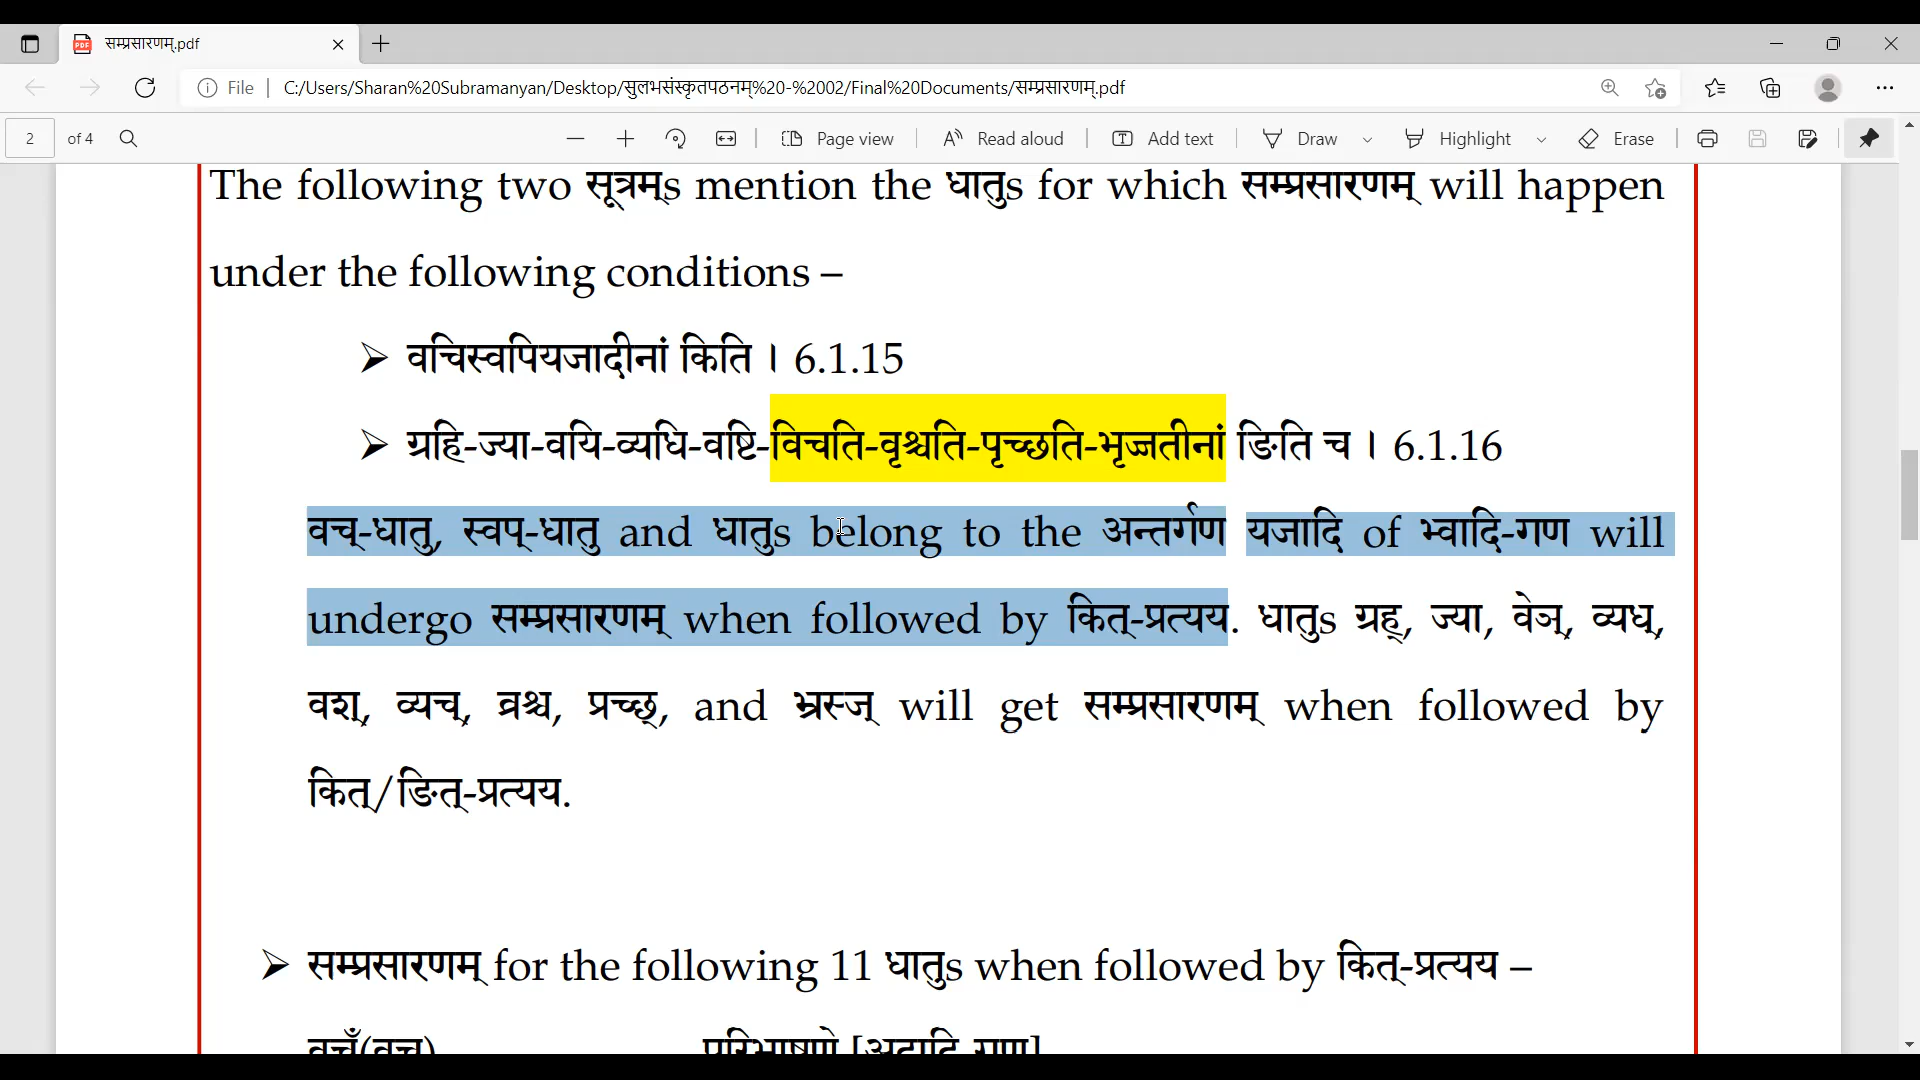 सम्प्रसारणम्.pdf
File C:/Users/Sharan%20Subramanyan/Desktop/सुलभसंस्कृतपठनम्%20-%2002/Final%20Documents/सम्प्रसारणम्.pdf
2 of 4 Page view Read aloud Add text Draw Highlight Erase
The following two सूत्रम्s mention the धातुs for which सम्प्रसारणम् will happen
under the following conditions –
➢ वचिस्वपियजादीनां किति । 6.1.15
➢ ग्रहि-ज्या-वयि-व्यधि-वष्टि-विचति-वृश्चति-पृच्छति-भृज्जतीनां ङिति च । 6.1.16
वच्-धातु, स्वप्-धातु and धातुs belong to the अन्तर्गण यजादि of भ्वादि-गण will
undergo सम्प्रसारणम् when followed by कित्-प्रत्यय. धातुs ग्रह्, ज्या, वेञ्, व्यध्,
वश्, व्यच्, व्रश्च, प्रच्छ्, and भ्रस्ज् will get सम्प्रसारणम् when followed by
कित्/ङित्-प्रत्यय.
➢ सम्प्रसारणम् for the following 11 धातुs when followed by कित्-प्रत्यय –
वचँ(वच्) परिभाषणे [अदादि-गण]